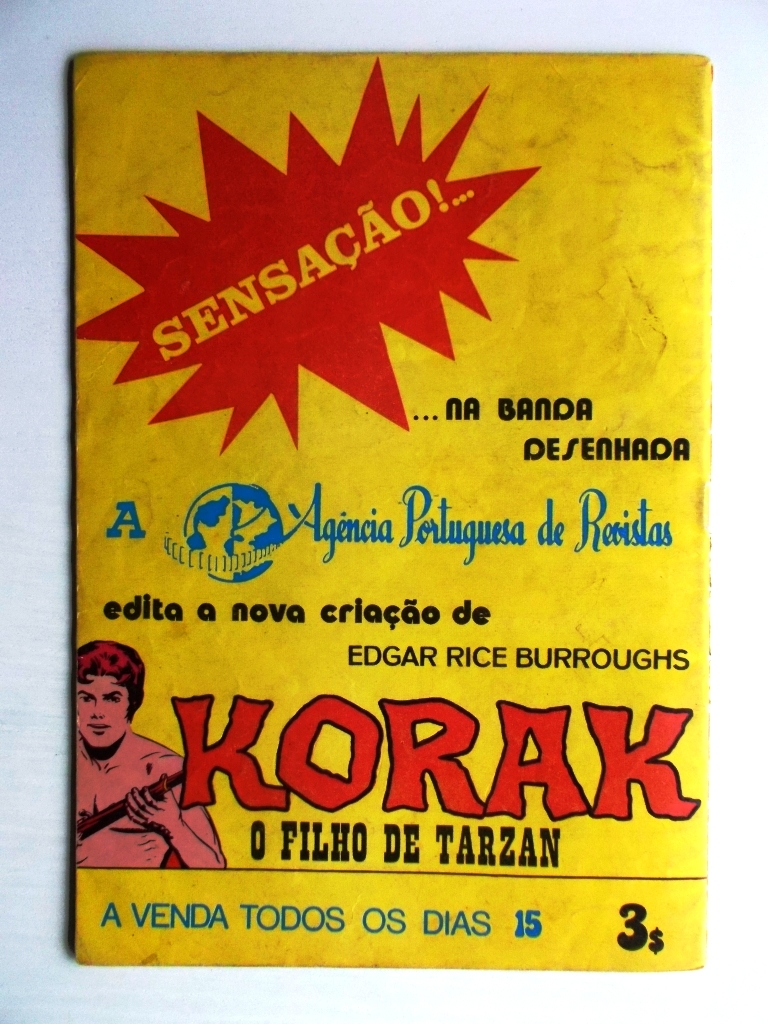 SENSAÇÃO!...
...NA BANDA
DESENHADA
A Agência Portuguesa de Revistas
edita a nova criação de
EDGAR RICE BURROUGHS
KORAK
O FILHO DE TARZAN
A VENDA TODOS OS DIAS 15
3$